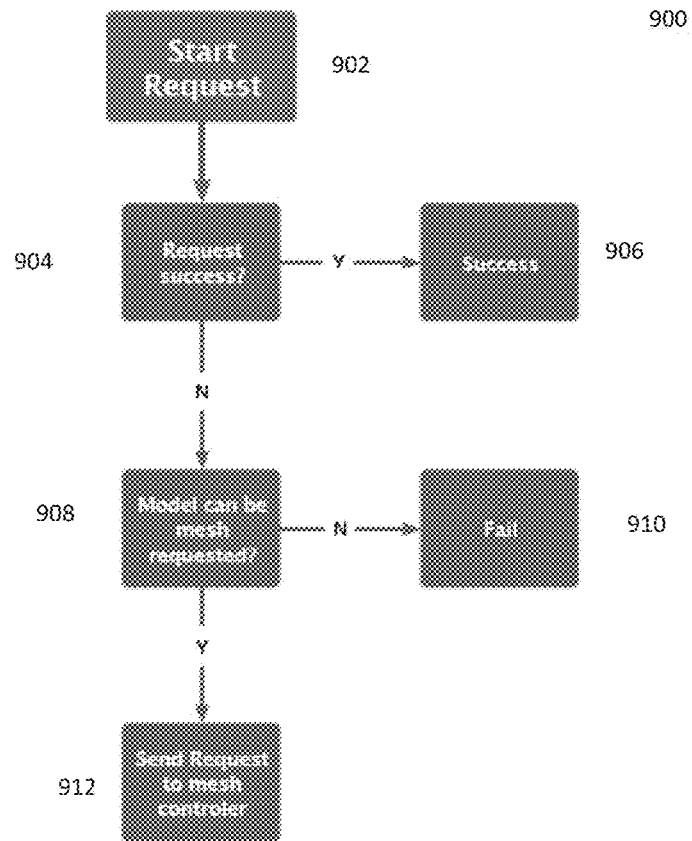 900
Start
Request
902
904
Request
success?
Y
Success
906
N
908
Model can be
mesh
requested?
N
Fail
910
Y
912
Send Request
to mesh
controler